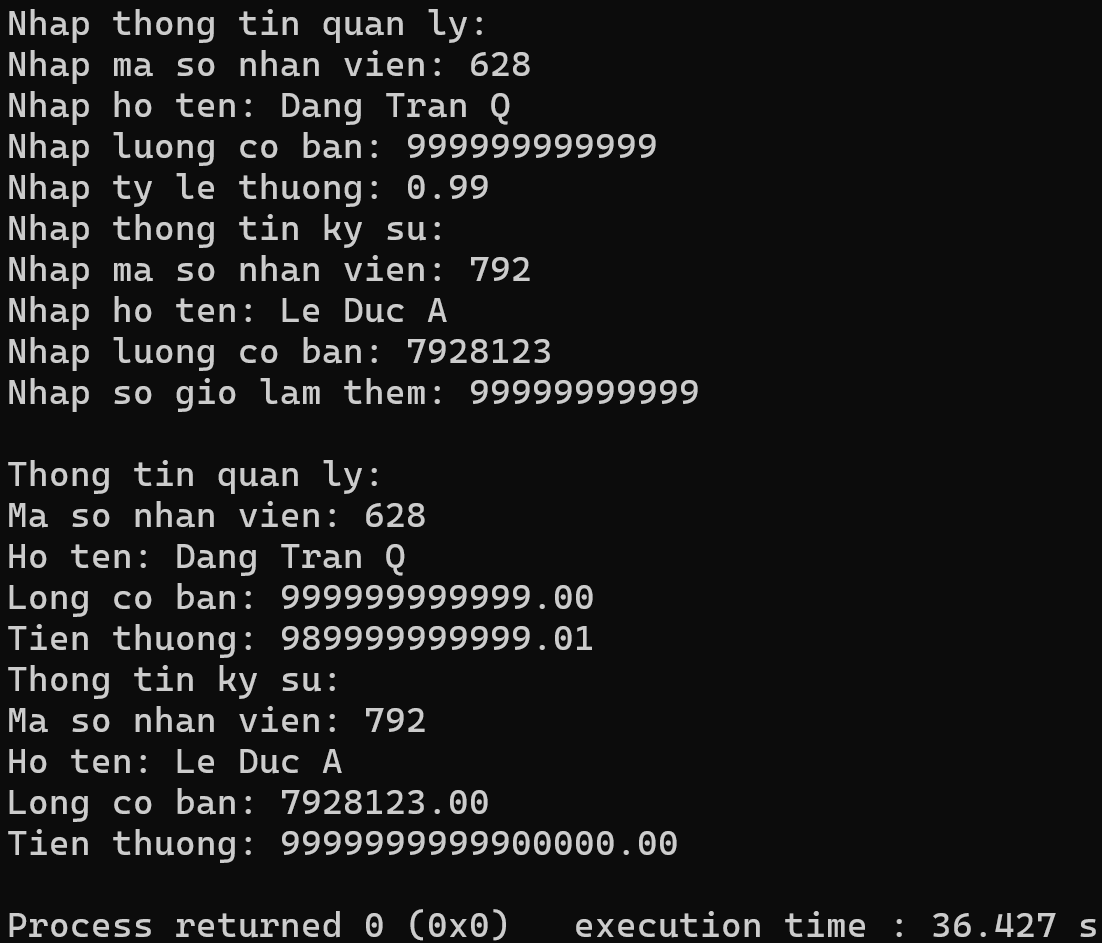 Nhap thong tin quan ly:
Nhap ma so nhan vien: 628
Nhap ho ten: Dang Tran Q
Nhap luong co ban: 999999999999
Nhap ty le thuong: 0.99
Nhap thong tin ky su:
Nhap ma so nhan vien: 792
Nhap ho ten: Le Duc A
Nhap luong co ban: 7928123
Nhap so gio lam them: 99999999999

Thong tin quan ly:
Ma so nhan vien: 628
Ho ten: Dang Tran Q
Long co ban: 999999999999.00
Tien thuong: 989999999999.01
Thong tin ky su:
Ma so nhan vien: 792
Ho ten: Le Duc A
Long co ban: 7928123.00
Tien thuong: 9999999999900000.00

Process returned 0 (0x0)   execution time : 36.427 s